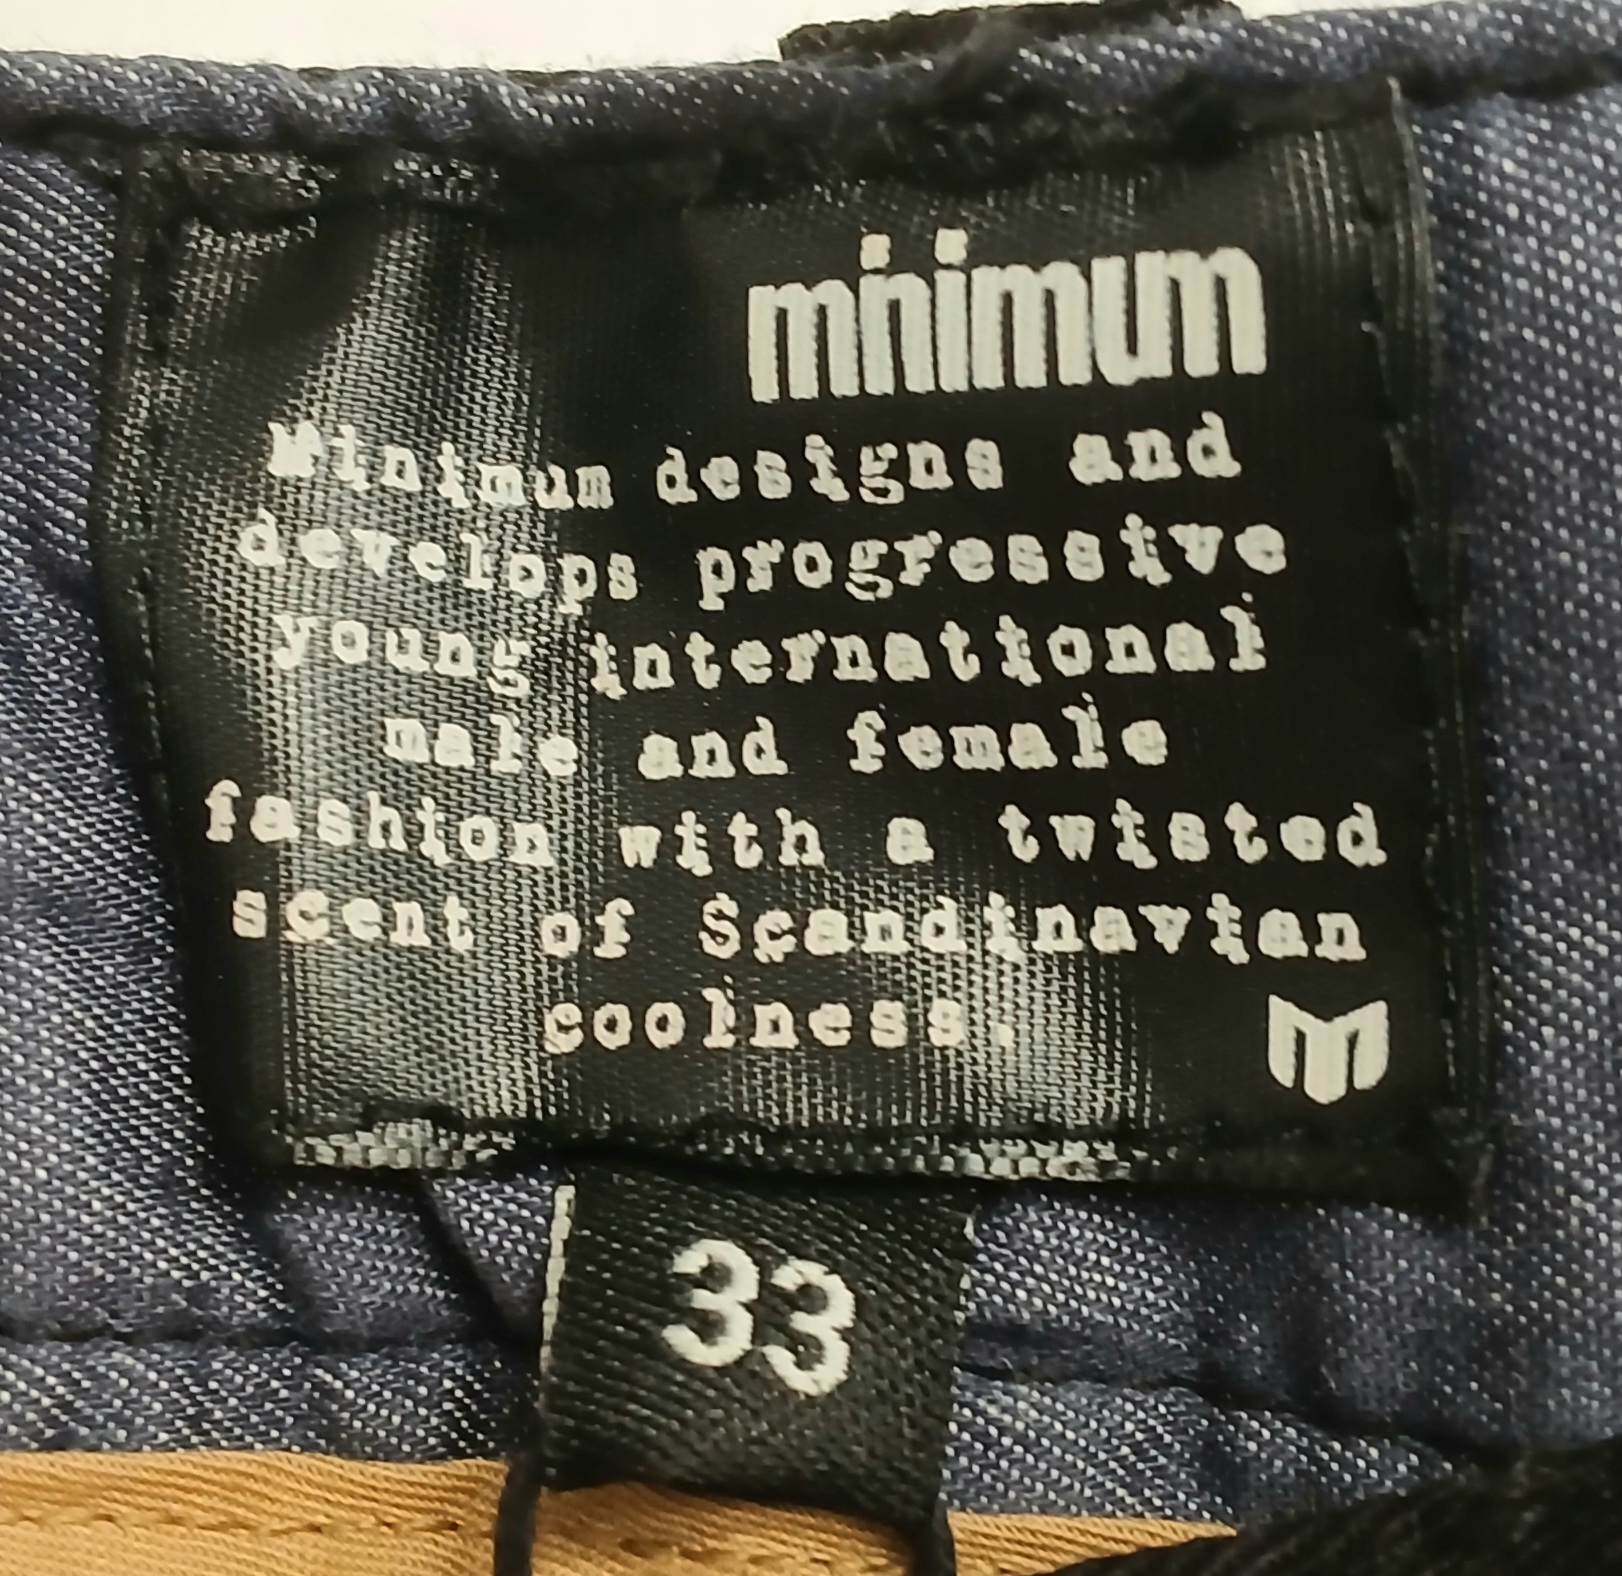 minimum
Minimum designs and
develops progressive
young international
male and female
fashion with a twisted
scent of Scandinavian
coolness.
m
33